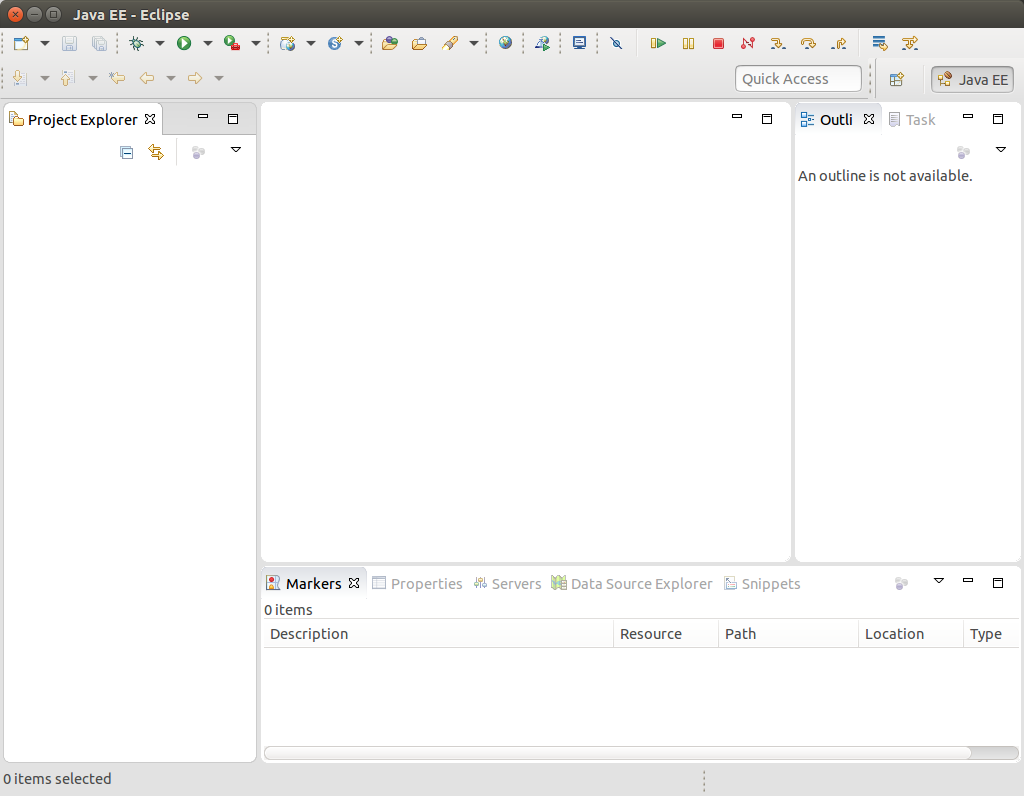 Java EE - Eclipse
Quick Access
Java EE
Project Explorer
Outli
Task
An outline is not available.
Markers Properties Servers Data Source Explorer Snippets
0 items
Description Resource Path Location Type
0 items selected